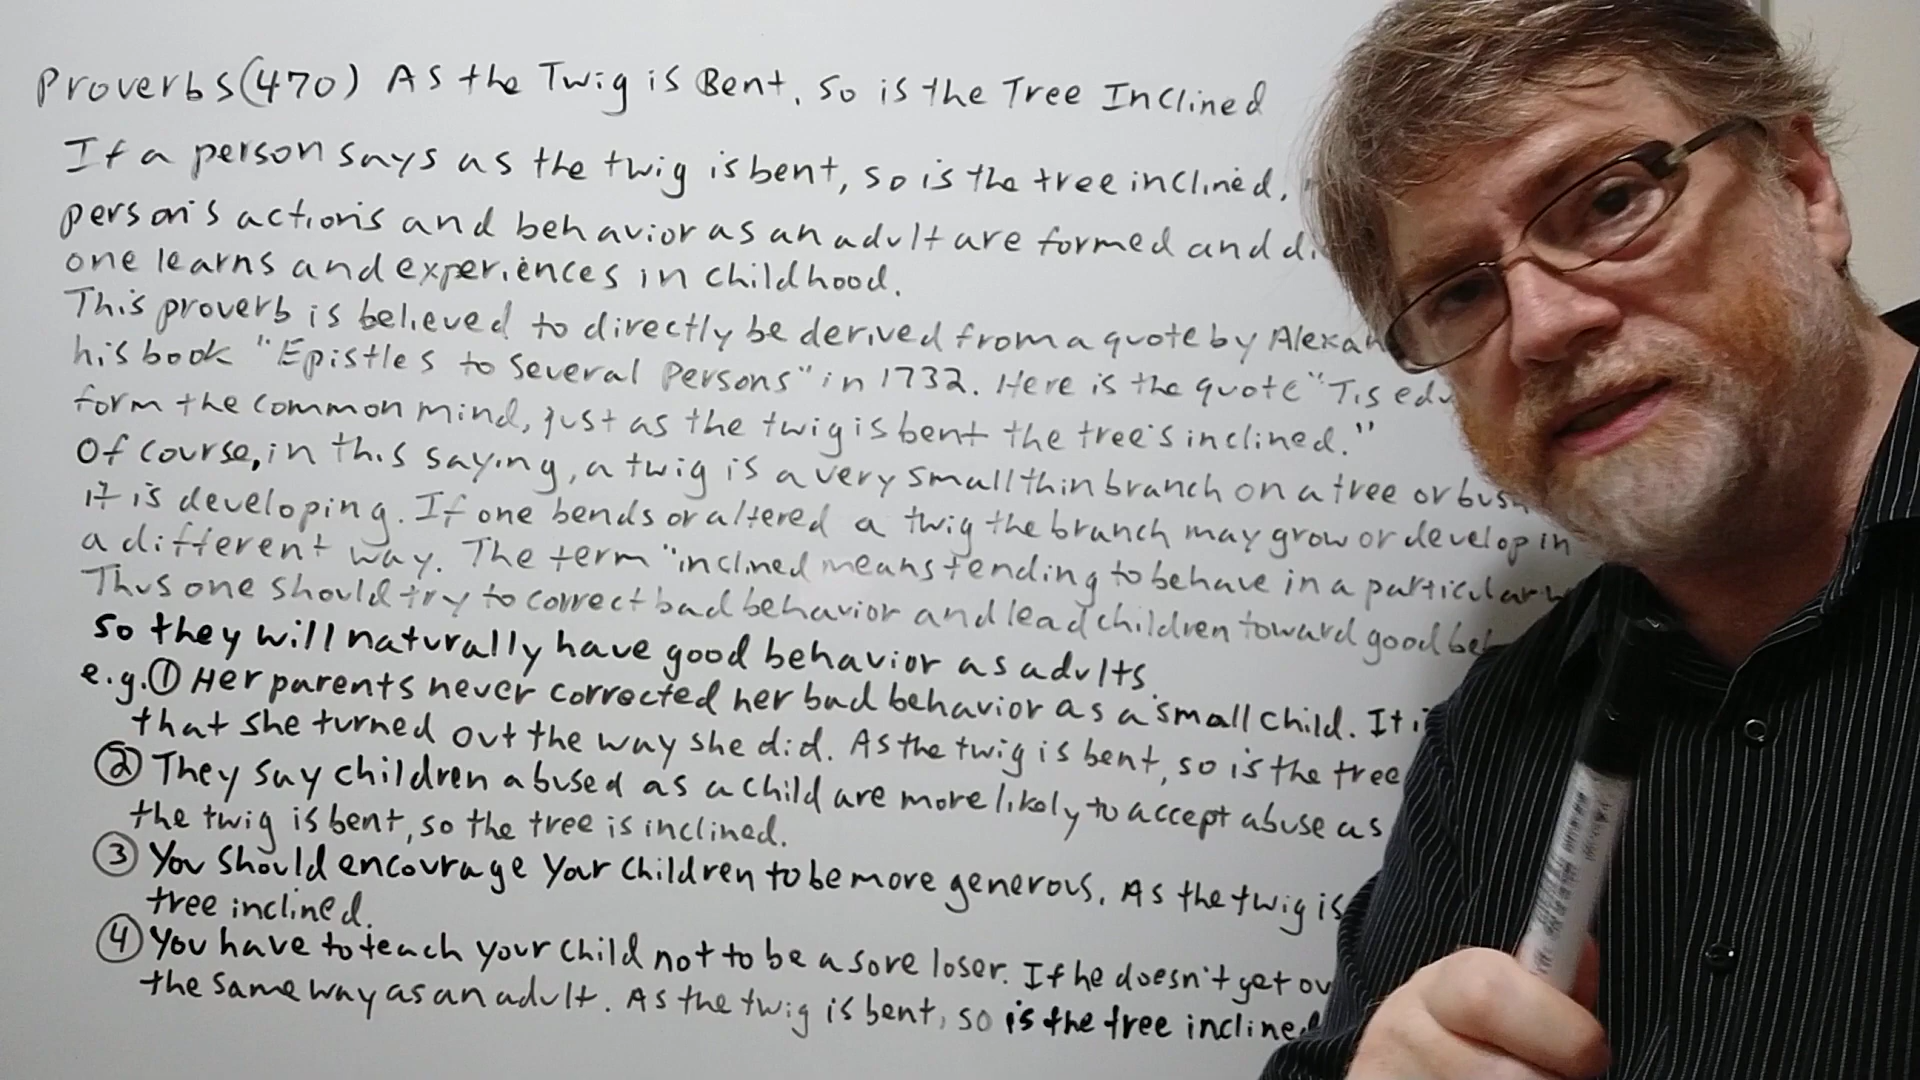 Proverbs (470) As the Twig is Bent, So is the Tree Inclined
If a person says as the twig is bent, so is the tree inclined,
person's actions and behavior as an adult are formed and
one learns and experiences in childhood.
This proverb is believed to directly be derived from a quote by
his book "Epistles to Several Persons" in 1732. Here is the quote "Tis
form the common mind, just as the twig is bent the tree's inclined."
Of course, in this saying, a twig is a very small thin branch on a tree or
it is developing. If one bends or altered a twig the branch may grow or develop in
a different way. The term "inclined means tending to behave in a particular
Thus one should try to correct bad behavior and lead children toward good
so they will naturally have good behavior as adults.
e.g. ① Her parents never corrected her bad behavior as a small child. It
that she turned out the way she did. As the twig is bent, so is the tree
② They say children abused as a child are more likely to accept abuse as
the twig is bent, so the tree is inclined.
③ You should encourage your children to be more generous. As the twig is
tree inclined.
④ You have to teach your child not to be a sore loser. If he doesn't get
the same way as an adult. As the twig is bent, so is the tree inclined